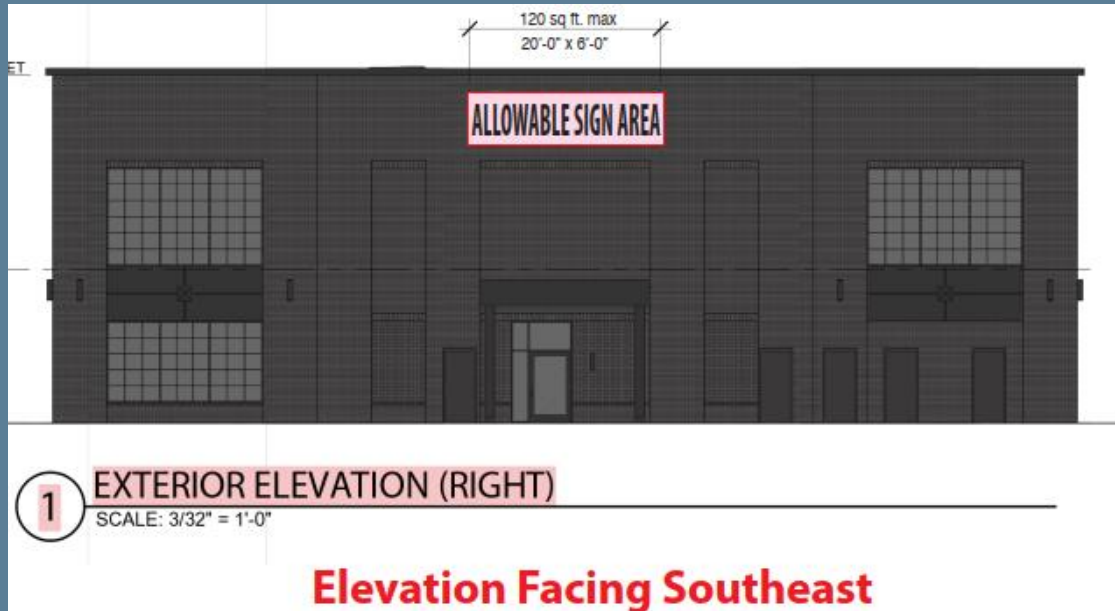 120 sq ft. max
20'-0" x 6'-0"
ET
ALLOWABLE SIGN AREA
1
EXTERIOR ELEVATION (RIGHT)
SCALE: 3/32" = 1'-0"
Elevation Facing Southeast